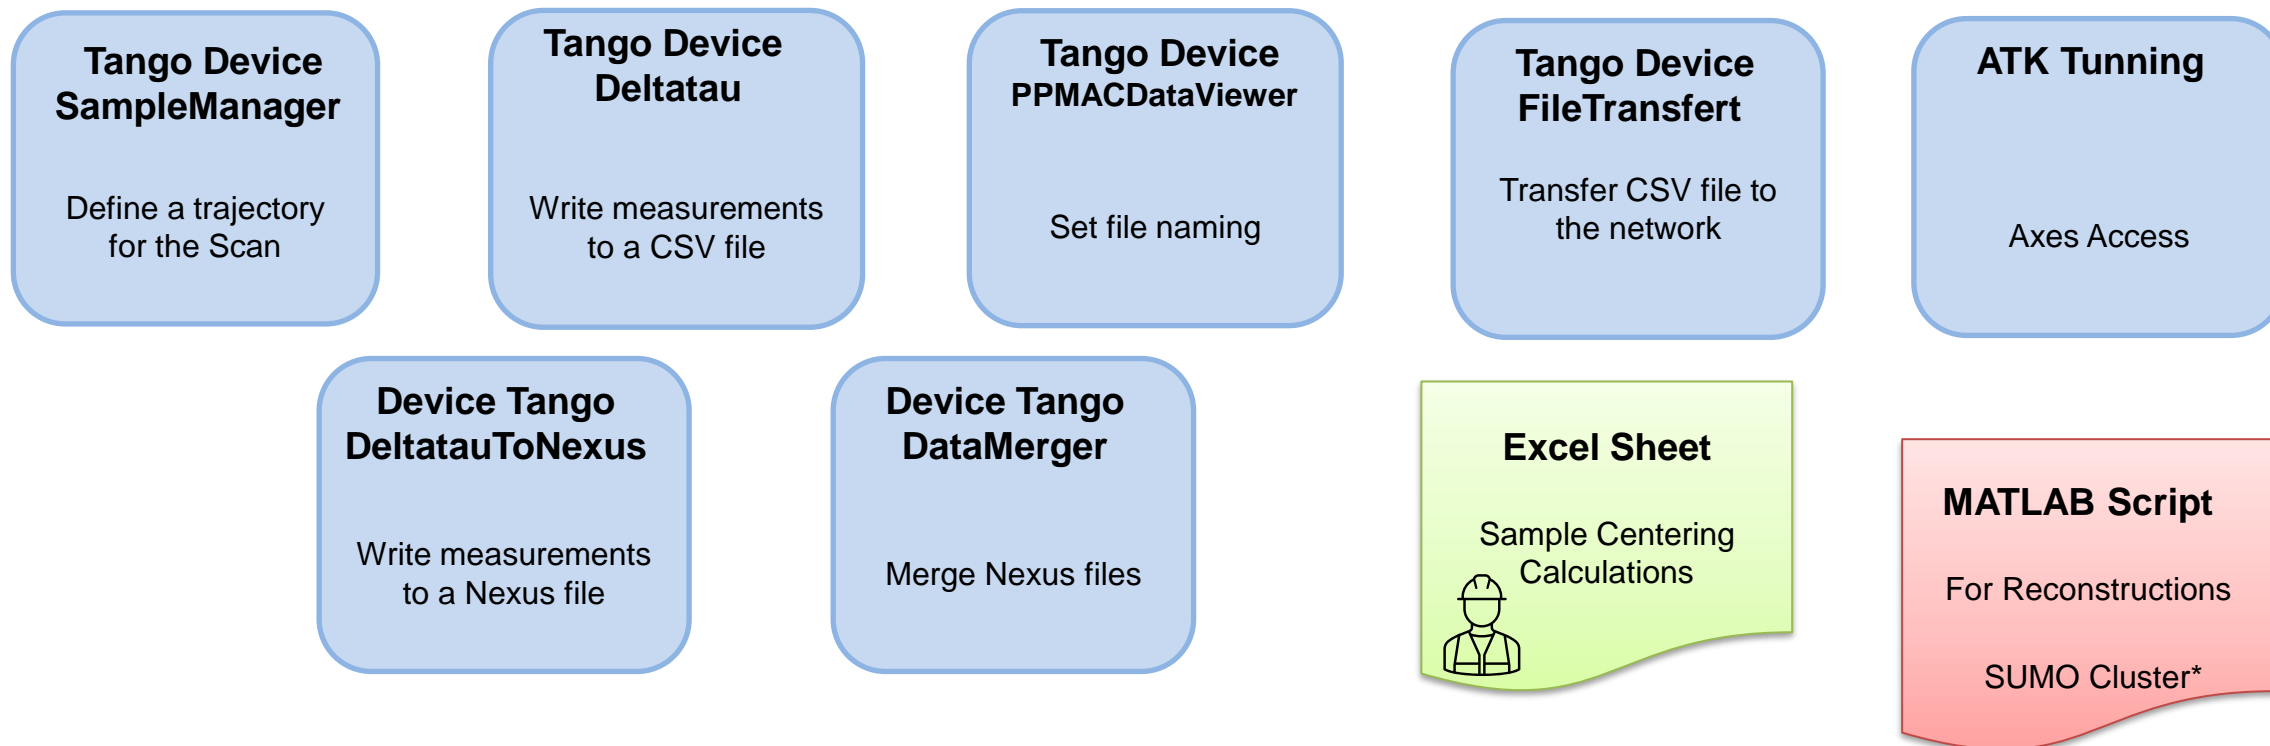 Tango Device
SampleManager
Define a trajectory
for the Scan
Tango Device
Deltatau
Write measurements
to a CSV file
Tango Device
PPMACDataViewer
Set file naming
Tango Device
FileTransfert
Transfer CSV file to
the network
ATK Tunning
Axes Access
Device Tango
DeltatauToNexus
Write measurements
to a Nexus file
Device Tango
DataMerger
Merge Nexus files
Excel Sheet
Sample Centering
Calculations
MATLAB Script
For Reconstructions
SUMO Cluster*